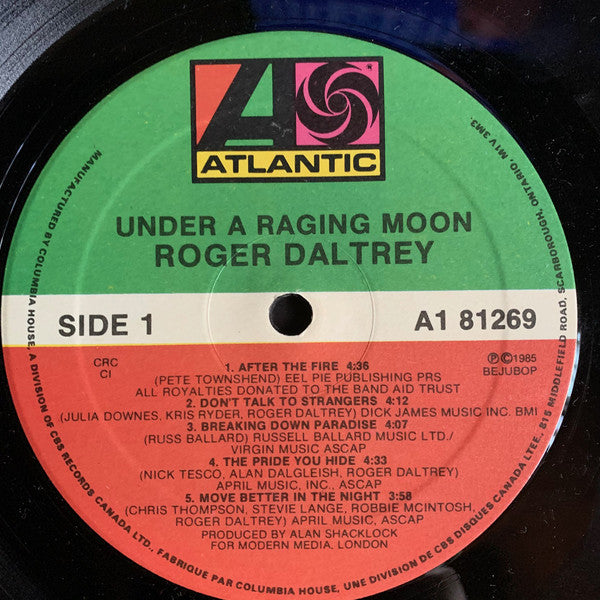 ATLANTIC
®
UNDER A RAGING MOON
ROGER DALTREY
SIDE 1
A1 81269
CRC
CI
Ⓟ©1985
BEJUBOP
1. AFTER THE FIRE 4:36
(PETE TOWNSHEND) EEL PIE PUBLISHING PRS
ALL ROYALTIES DONATED TO THE BAND AID TRUST
2. DON'T TALK TO STRANGERS 4:12
(JULIA DOWNES, KRIS RYDER, ROGER DALTREY) DICK JAMES MUSIC INC. BMI
3. BREAKING DOWN PARADISE 4:07
(RUSS BALLARD) RUSSELL BALLARD MUSIC LTD./
VIRGIN MUSIC ASCAP
4. THE PRIDE YOU HIDE 4:33
(NICK TESCO, ALAN DALGLEISH, ROGER DALTREY)
APRIL MUSIC, INC., ASCAP
5. MOVE BETTER IN THE NIGHT 3:58
(CHRIS THOMPSON, STEVIE LANGE, ROBBIE MCINTOSH,
ROGER DALTREY) APRIL MUSIC, ASCAP
PRODUCED BY ALAN SHACKLOCK
FOR MODERN MEDIA, LONDON
MANUFACTURED BY COLUMBIA HOUSE, A DIVISION OF CBS RECORDS CANADA LTD., FABRIQUE PAR COLUMBIA HOUSE, UNE DIVISION DE CBS DISQUES CANADA LTEE., 815 MIDDLEFIELD ROAD, SCARBOROUGH, ONTARIO, M1V 3M3.